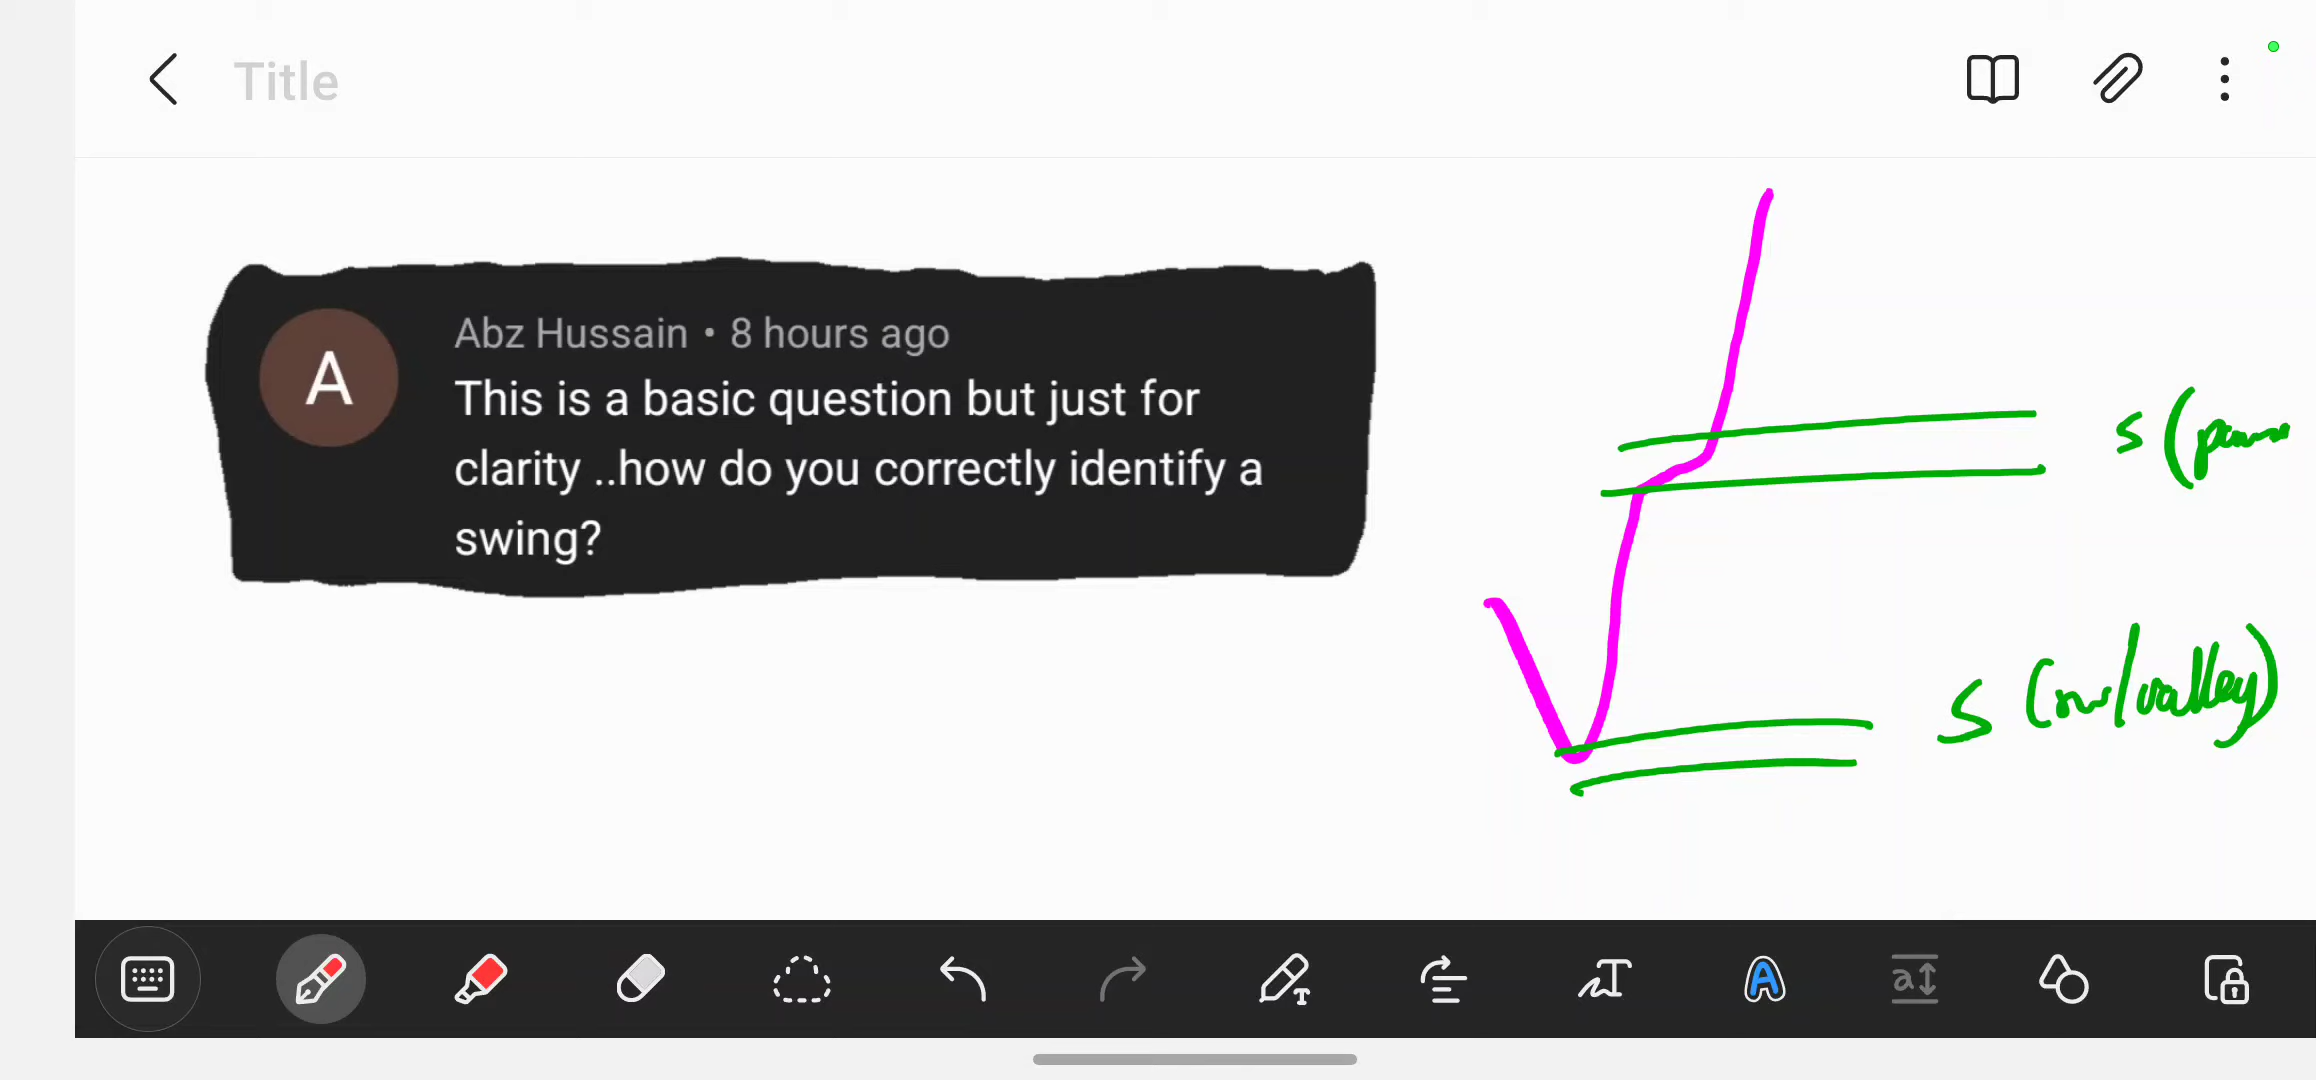 Title
A
Abz Hussain • 8 hours ago
This is a basic question but just for
clarity ..how do you correctly identify a
swing?
S (
S ( /valley)